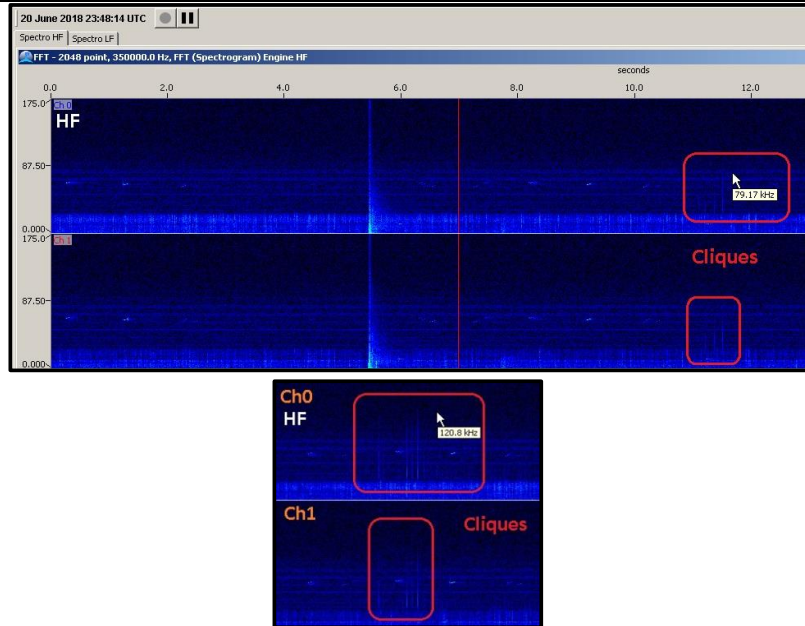 20 June 2018 23:48:14 UTC
Spectro HF Spectro LF
FFT - 2048 point, 350000.0 Hz, FFT (Spectrogram) Engine HF
seconds
0.0 2.0 4.0 6.0 8.0 10.0 12.0
175.0 Ch 0
HF
87.50
79.17 kHz
0.000
175.0 Ch 1
Cliques
87.50
0.000
Ch0
HF
120.8 kHz
Ch1 Cliques